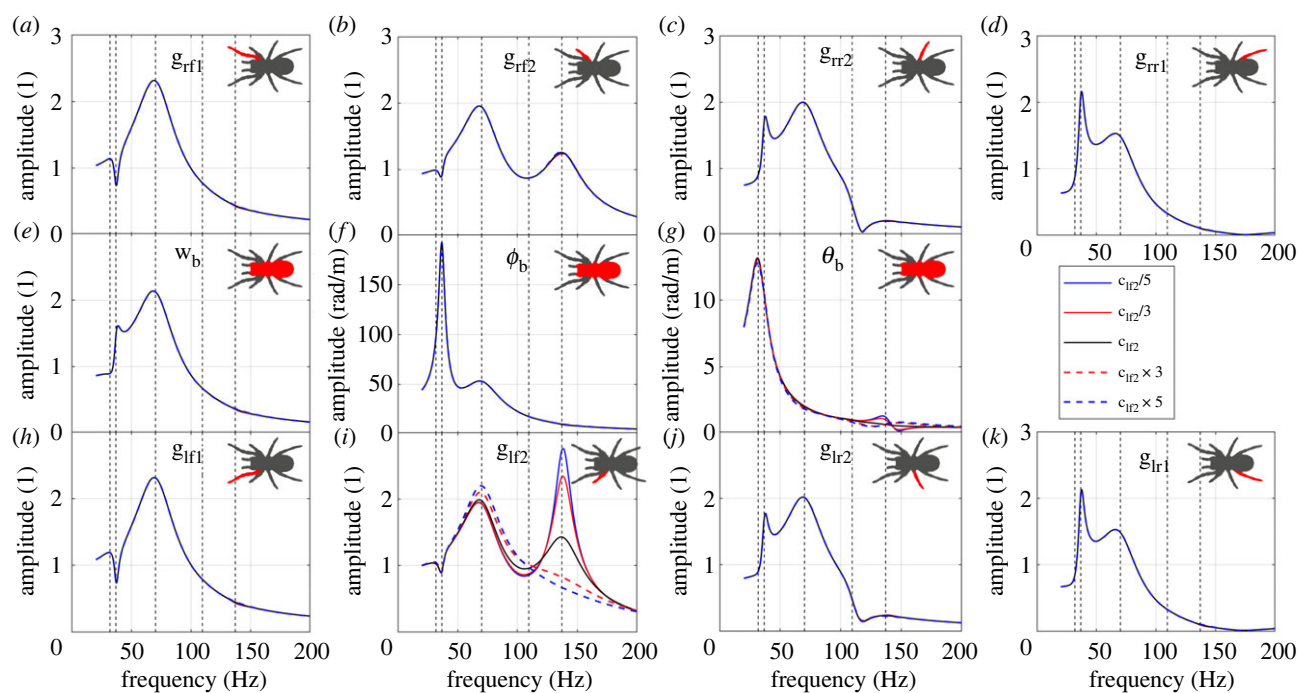 (a) (b) (c) (d)
3 3 3 3
g_rf1 g_rf2 g_rr2 g_rr1
amplitude (1) amplitude (1) amplitude (1) amplitude (1)
2 2 2 2
1 1 1 1
0 0 0 0
50 100 150 200
(e) (f) (g)
w_b ϕ_b θ_b
amplitude (1) amplitude (rad/m) amplitude (rad/m)
2 150 10
1 100 5
50
0 0 0
c_lf2/5
c_lf2/3
c_lf2
c_lf2 × 3
c_lf2 × 5
(h) (i) (j) (k)
3
g_lf1 g_lf2 g_lr2 g_lr1
amplitude (1) amplitude (1) amplitude (1) amplitude (1)
2 2 2 2
1 1 1 1
0 0 0 0
50 100 150 200 50 100 150 200 50 100 150 200 50 100 150 200
frequency (Hz) frequency (Hz) frequency (Hz) frequency (Hz)